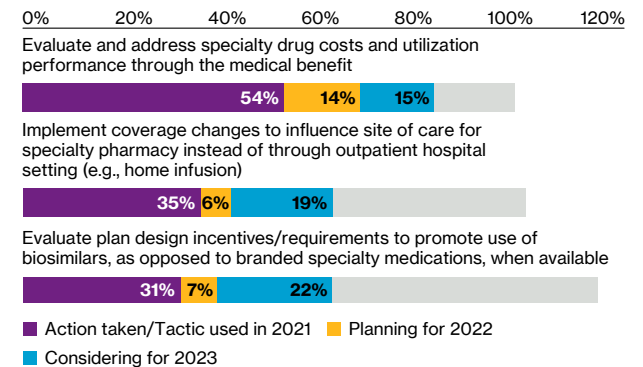 0% 20% 40% 60% 80% 100% 120%
Evaluate and address specialty drug costs and utilization
performance through the medical benefit
54% 14% 15%
Implement coverage changes to influence site of care for
specialty pharmacy instead of through outpatient hospital
setting (e.g., home infusion)
35% 6% 19%
Evaluate plan design incentives/requirements to promote use of
biosimilars, as opposed to branded specialty medications, when available
31% 7% 22%
Action taken/Tactic used in 2021 Planning for 2022
Considering for 2023